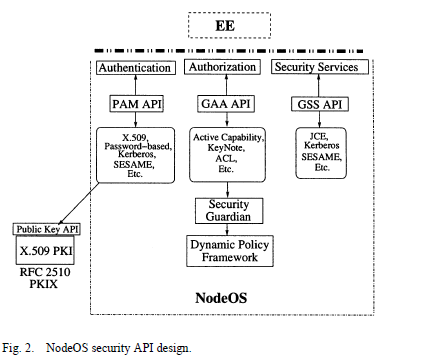 EE
Authentication
Authorization
Security Services
PAM API
GAA API
GSS API
X.509,
Password-based,
Kerberos,
SESAME,
Etc.
Active Capability,
KeyNote,
ACL,
Etc.
JCE,
Kerberos
SESAME,
Etc.
Security
Guardian
Public Key API
X.509 PKI
RFC 2510
PKIX
Dynamic Policy
Framework
NodeOS
Fig. 2. NodeOS security API design.